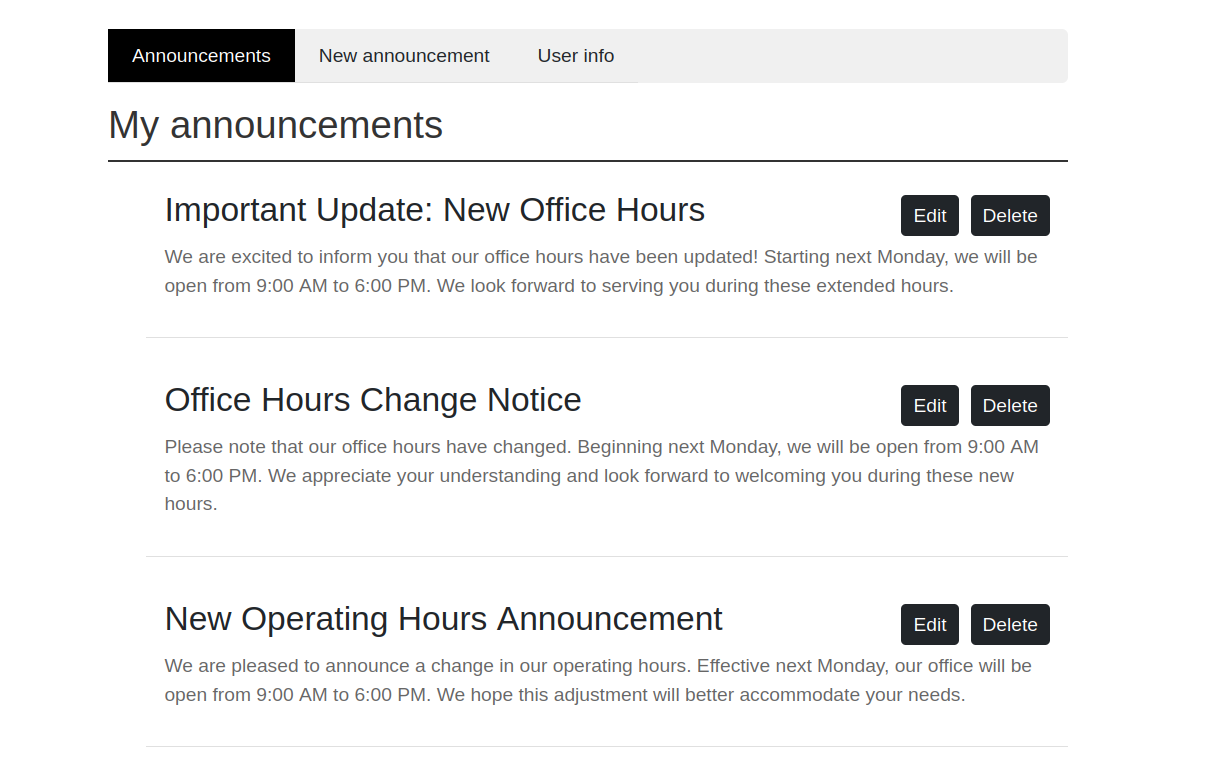 Announcements New announcement User info
My announcements
Important Update: New Office Hours Edit Delete
We are excited to inform you that our office hours have been updated! Starting next Monday, we will be
open from 9:00 AM to 6:00 PM. We look forward to serving you during these extended hours.
Office Hours Change Notice Edit Delete
Please note that our office hours have changed. Beginning next Monday, we will be open from 9:00 AM
to 6:00 PM. We appreciate your understanding and look forward to welcoming you during these new
hours.
New Operating Hours Announcement Edit Delete
We are pleased to announce a change in our operating hours. Effective next Monday, our office will be
open from 9:00 AM to 6:00 PM. We hope this adjustment will better accommodate your needs.